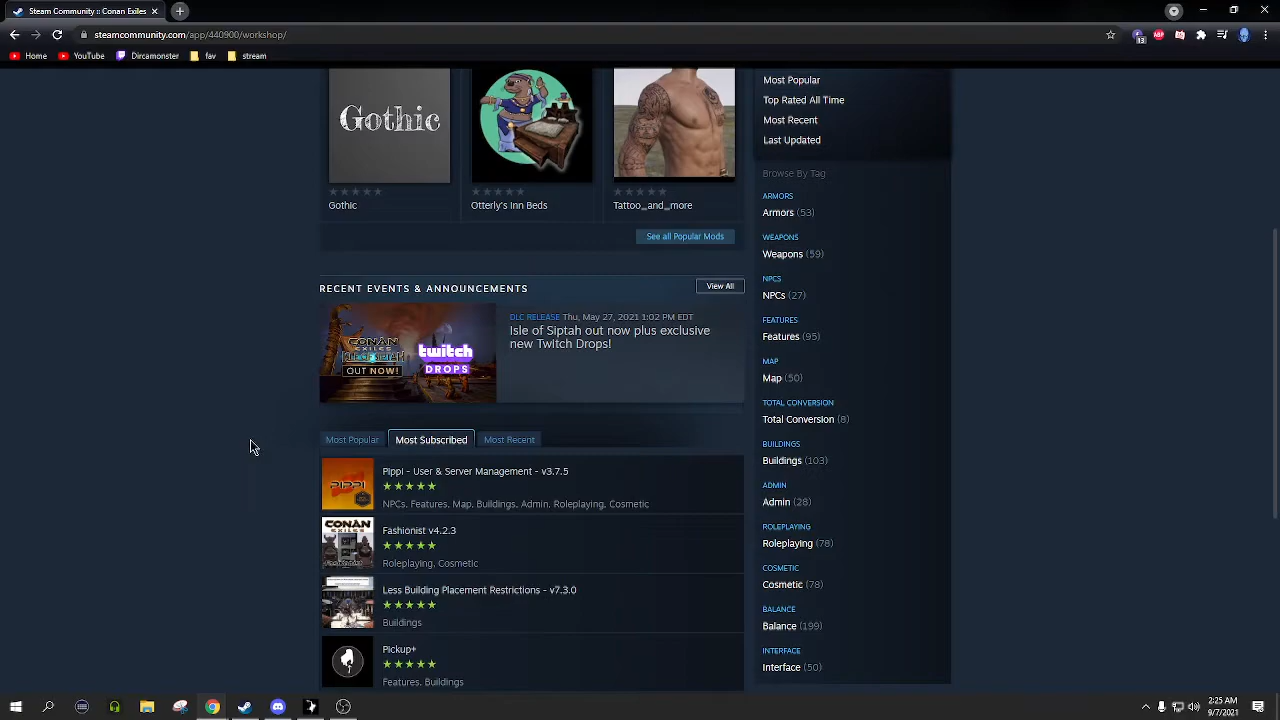 Steam Community :: Conan Exiles
steamcommunity.com/app/440900/workshop/
Home
YouTube
Dircamonster
fav
stream
Gothic
Gothic
Otterly's Inn Beds
Tattoo_and_more
See all Popular Mods
RECENT EVENTS & ANNOUNCEMENTS
View All
CONAN
EXILES
OUT NOW!
twitch
DROPS
DLC RELEASE Thu, May 27, 2021 1:02 PM EDT
Isle of Siptah out now plus exclusive
new Twitch Drops!
Most Popular
Most Subscribed
Most Recent
PIPPI
Pippi - User & Server Management - v3.7.5
NPCs, Features, Map, Buildings, Admin, Roleplaying, Cosmetic
CONAN
EXILES
Fashionist v4.2.3
Roleplaying, Cosmetic
Less Building Placement Restrictions - v7.3.0
Buildings
Pickup+
Features, Buildings
Most Popular
Top Rated All Time
Most Recent
Last Updated
Browse By Tag
ARMORS
Armors (53)
WEAPONS
Weapons (59)
NPCS
NPCs (27)
FEATURES
Features (95)
MAP
Map (50)
TOTAL CONVERSION
Total Conversion (8)
BUILDINGS
Buildings (103)
ADMIN
Admin (28)
ROLEPLAYING
Roleplaying (78)
COSMETIC
Cosmetic (78)
BALANCE
Balance (199)
INTERFACE
Interface (50)
2:25 AM
9/7/2021